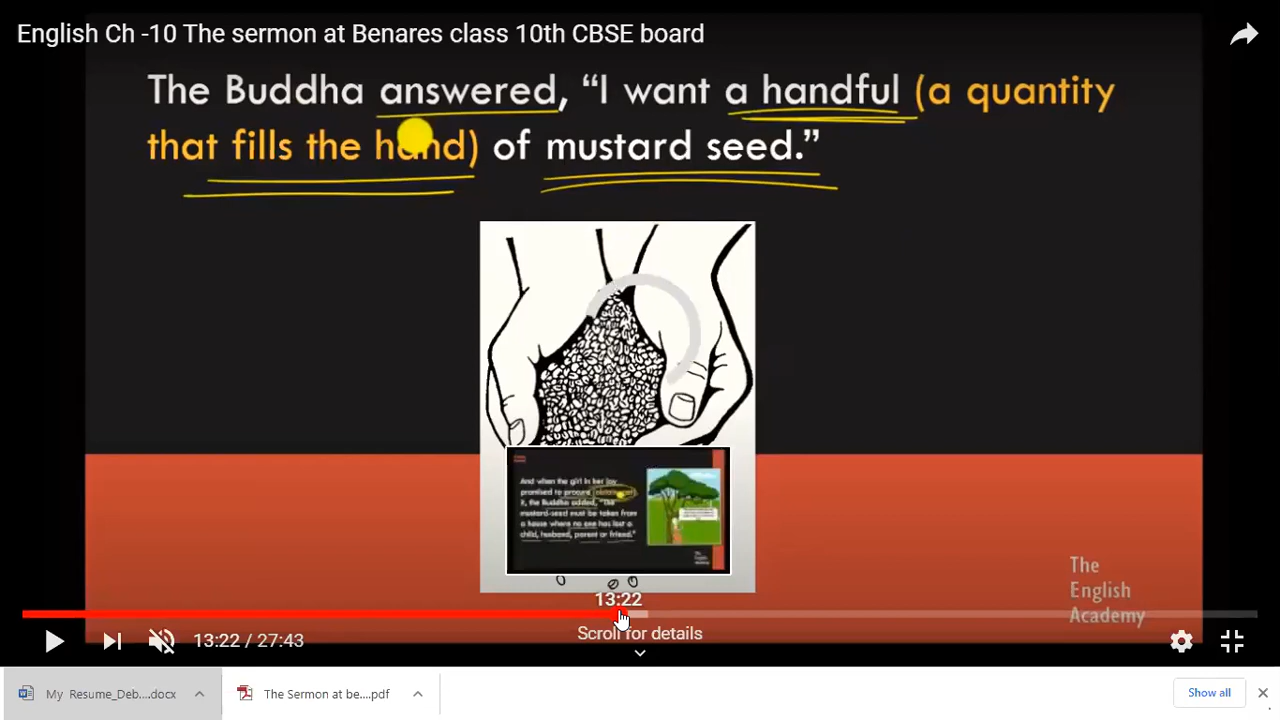 English Ch -10 The sermon at Benares class 10th CBSE board
The Buddha answered, “I want a handful (a quantity
that fills the hand) of mustard seed.”
And when the girl in her joy
promised to procure
it, the Buddha added, "The
mustard-seed must be taken from
a house where no one has lost a
child, husband, parent or friend."
The
English
Academy
13:22
The
English
Academy
13:22 / 27:43
Scroll for details
My Resume_Deb....docx
The Sermon at be....pdf
Show all